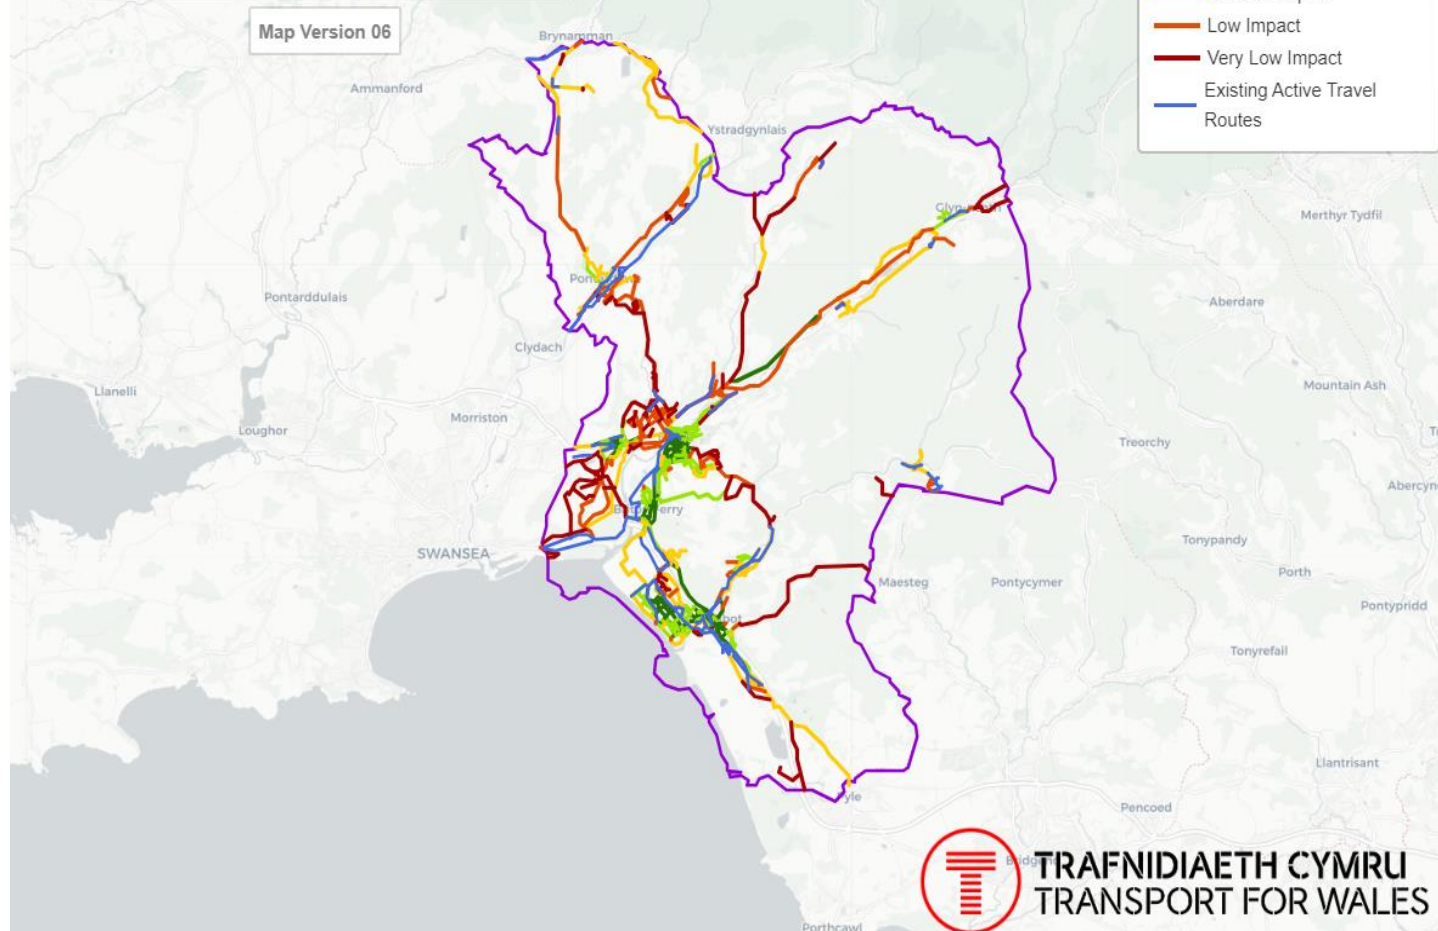 Map Version 06
Low Impact
Very Low Impact
Existing Active Travel
Routes
Brynamman
Ammanford
Ystradgynlais
Merthyr Tydfil
Pontarddulais
Aberdare
Clydach
Llanelli
Mountain Ash
Morriston
Loughor
Treorchy
SWANSEA
Tonypandy
Maesteg
Pontycymer
Porth
Pontypridd
Tonyrefail
Llantrisant
Pencoed
TRAFNIDIAETH CYMRU
TRANSPORT FOR WALES
Porthcawl